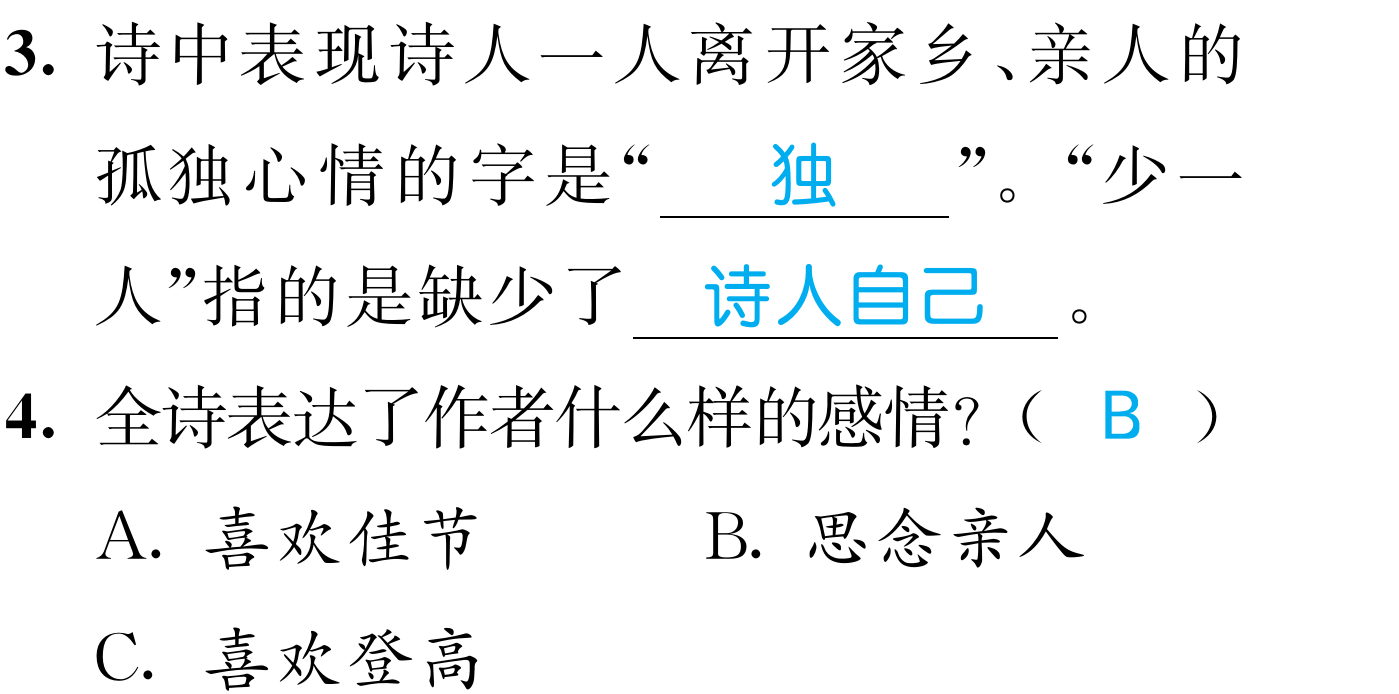 3. 诗中表现诗人一人离开家乡、亲人的
孤独心情的字是“ 独 ”。“少一
人”指的是缺少了 诗人自己 。
4. 全诗表达了作者什么样的感情?( B )
A. 喜欢佳节 B. 思念亲人
C. 喜欢登高